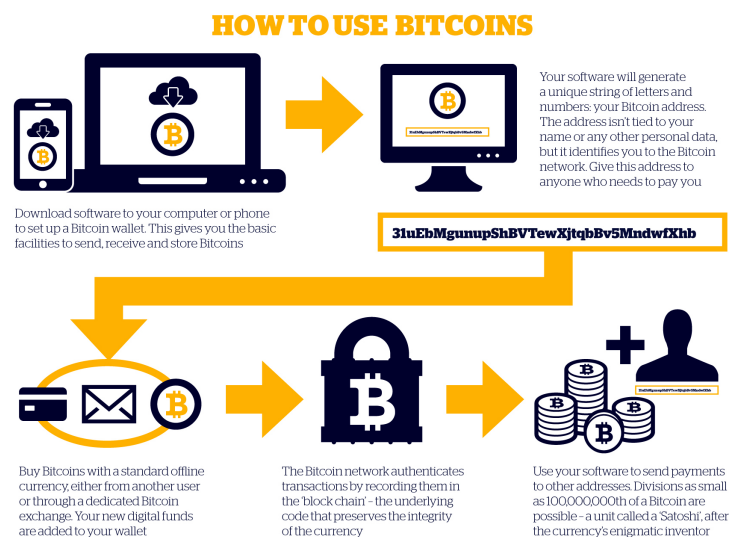 HOW TO USE BITCOINS
Download software to your computer or phone
to set up a Bitcoin wallet. This gives you the basic
facilities to send, receive and store Bitcoins
Your software will generate
a unique string of letters and
numbers: your Bitcoin address.
The address isn't tied to your
name or any other personal data,
but it identifies you to the Bitcoin
network. Give this address to
anyone who needs to pay you
31uEbMgunupShBVTewXjtqbBv5MndwfXhb
Buy Bitcoins with a standard offline
currency, either from another user
or through a dedicated Bitcoin
exchange. Your new digital funds
are added to your wallet
The Bitcoin network authenticates
transactions by recording them in
the 'block chain' – the underlying
code that preserves the integrity
of the currency
Use your software to send payments
to other addresses. Divisions as small
as 100,000,000th of a Bitcoin are
possible – a unit called a 'Satoshi', after
the currency's enigmatic inventor